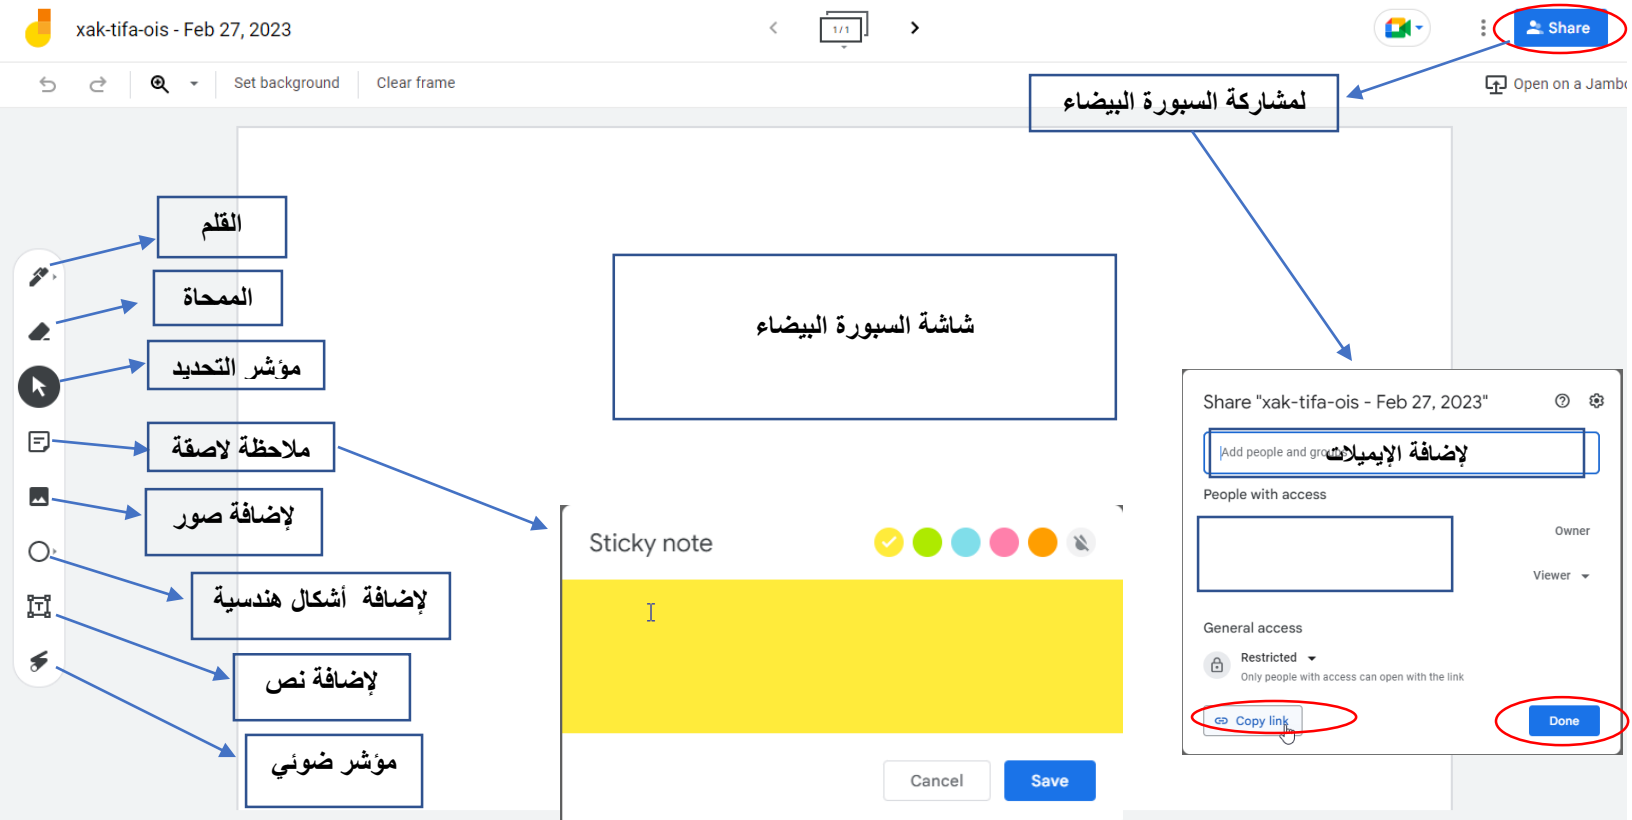 xak-tifa-ois - Feb 27, 2023
1/1
Share
Set background
Clear frame
Open on a
لمشاركة السبورة البيضاء
القلم
الممحاة
مؤشر التحديد
ملاحظة لاصقة
لإضافة صور
لإضافة أشكال هندسية
لإضافة نص
مؤشر ضوئي
شاشة السبورة البيضاء
Sticky note
Cancel
Save
Share "xak-tifa-ois - Feb 27, 2023"
Add people and groups
لإضافة الإيميلات
People with access
Owner
Viewer
General access
Restricted
Only people with access can open with the link
Copy link
Done